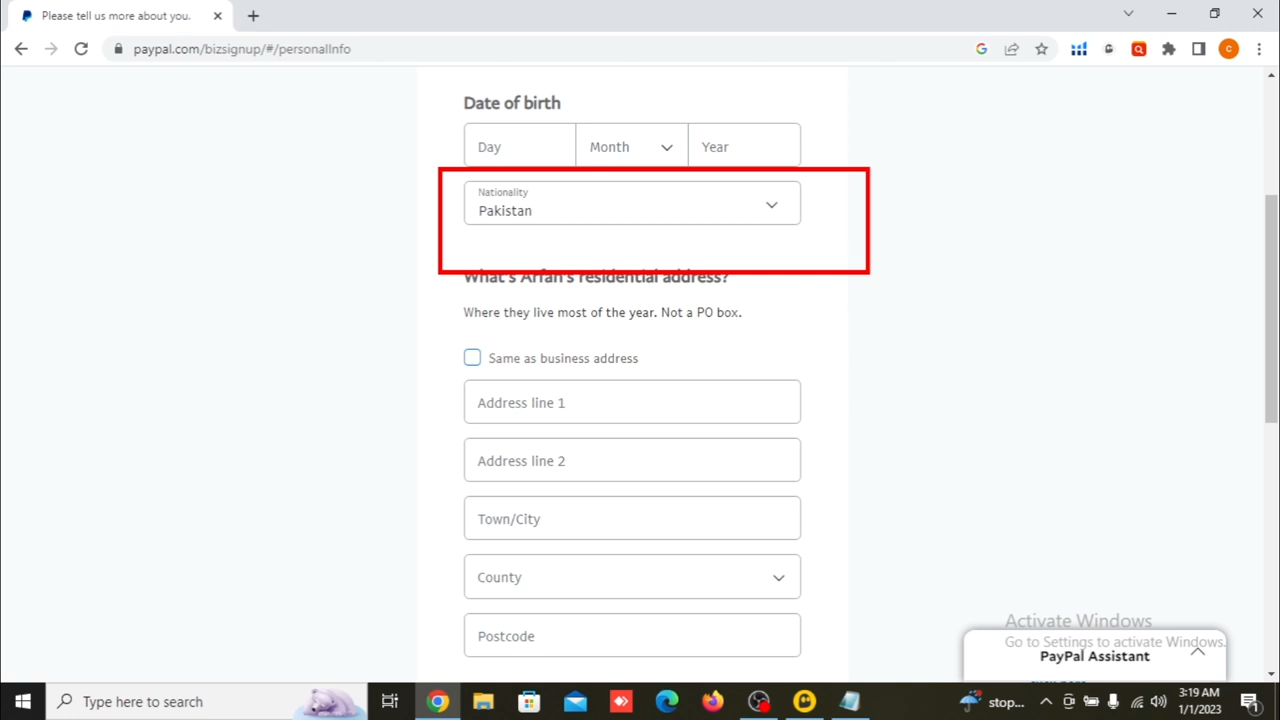 Please tell us more about you.
paypal.com/bizsignup/#/personalInfo
C
Date of birth
Day
Month
Year
Nationality
Pakistan
What's Arfan's residential address?
Where they live most of the year. Not a PO box.
Same as business address
Address line 1
Address line 2
Town/City
County
Postcode
Activate Windows
Go to Settings to activate Windows.
PayPal Assistant
Type here to search
stop...
3:19 AM
1/1/2023
1